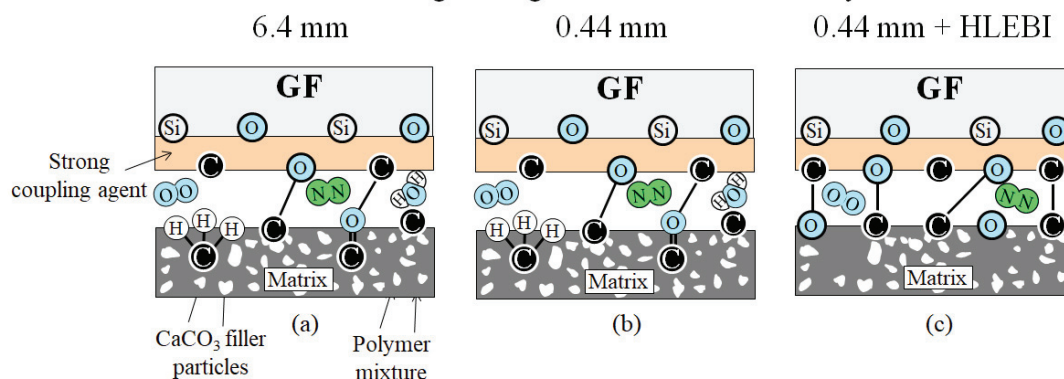 6.4 mm
0.44 mm
0.44 mm + HLEBI
GF
GF
GF
Si O Si O
Si O Si O
Si O Si O
Strong
coupling agent
C O C
C O C
C O C O C
O O N N H O H
O O N N H O H
O O N N
H H H C O C
H H H C O C
O C C O C
C C
C C
Matrix
Matrix
Matrix
CaCO3 filler
particles
Polymer
mixture
(a)
(b)
(c)